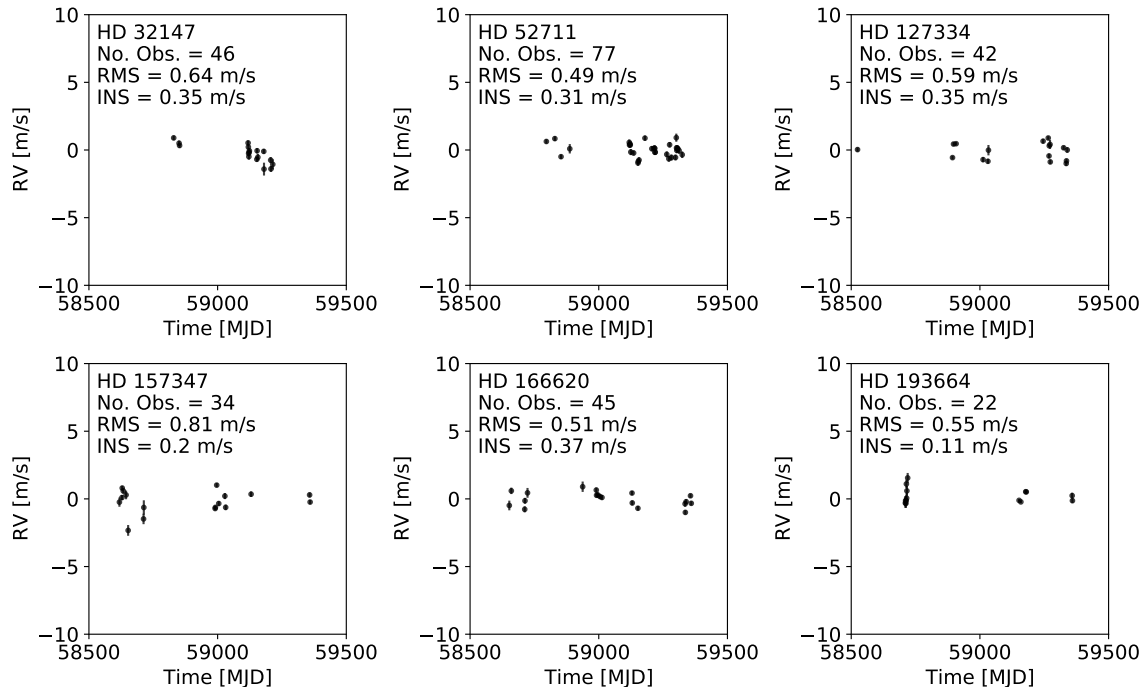 HD 32147
No. Obs. = 46
RMS = 0.64 m/s
INS = 0.35 m/s
10
5
0
−5
−10
RV [m/s]
58500 59000 59500
Time [MJD]
HD 52711
No. Obs. = 77
RMS = 0.49 m/s
INS = 0.31 m/s
10
5
0
−5
−10
RV [m/s]
58500 59000 59500
Time [MJD]
HD 127334
No. Obs. = 42
RMS = 0.59 m/s
INS = 0.35 m/s
10
5
0
−5
−10
RV [m/s]
58500 59000 59500
Time [MJD]
HD 157347
No. Obs. = 34
RMS = 0.81 m/s
INS = 0.2 m/s
10
5
0
−5
−10
RV [m/s]
58500 59000 59500
Time [MJD]
HD 166620
No. Obs. = 45
RMS = 0.51 m/s
INS = 0.37 m/s
10
5
0
−5
−10
RV [m/s]
58500 59000 59500
Time [MJD]
HD 193664
No. Obs. = 22
RMS = 0.55 m/s
INS = 0.11 m/s
10
5
0
−5
−10
RV [m/s]
58500 59000 59500
Time [MJD]